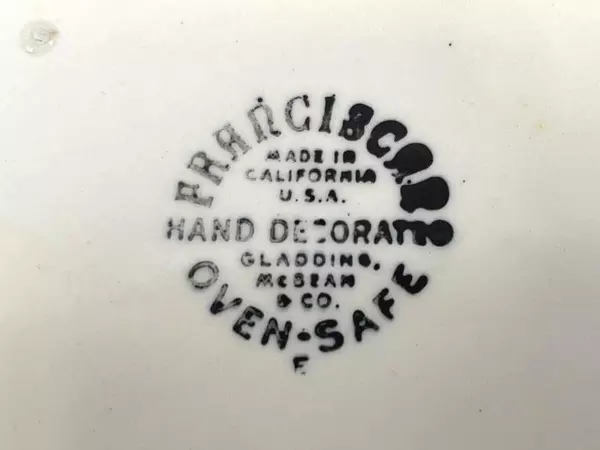 FRANCISCAN
MADE IN
CALIFORNIA
U.S.A.
HAND DECORATED
GLADDING,
McBEAN
& CO.
OVEN-SAFE
E